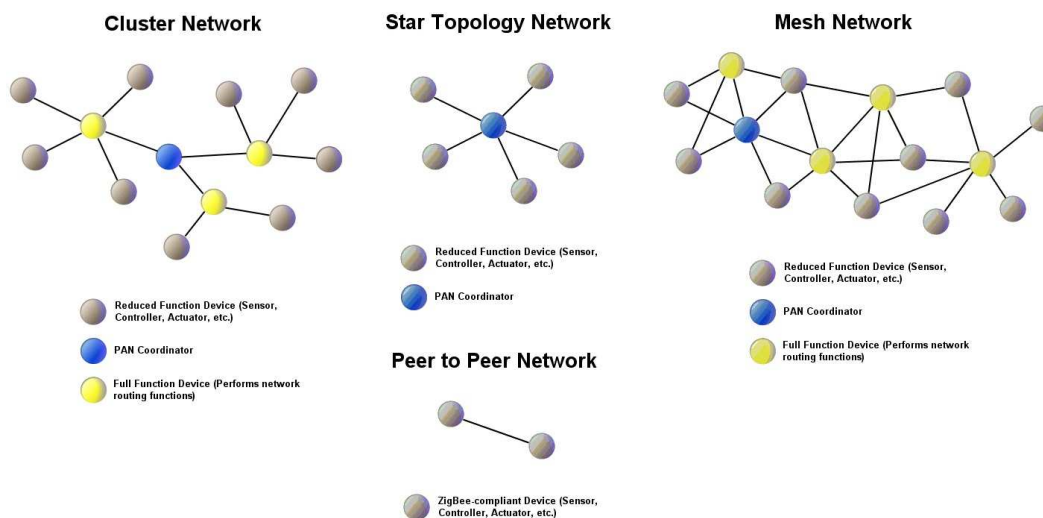 Cluster Network
Reduced Function Device (Sensor,
Controller, Actuator, etc.)
PAN Coordinator
Full Function Device (Performs network
routing functions)
Star Topology Network
Reduced Function Device (Sensor,
Controller, Actuator, etc.)
PAN Coordinator
Peer to Peer Network
ZigBee-compliant Device (Sensor,
Controller, Actuator, etc.)
Mesh Network
Reduced Function Device (Sensor,
Controller, Actuator, etc.)
PAN Coordinator
Full Function Device (Performs network
routing functions)